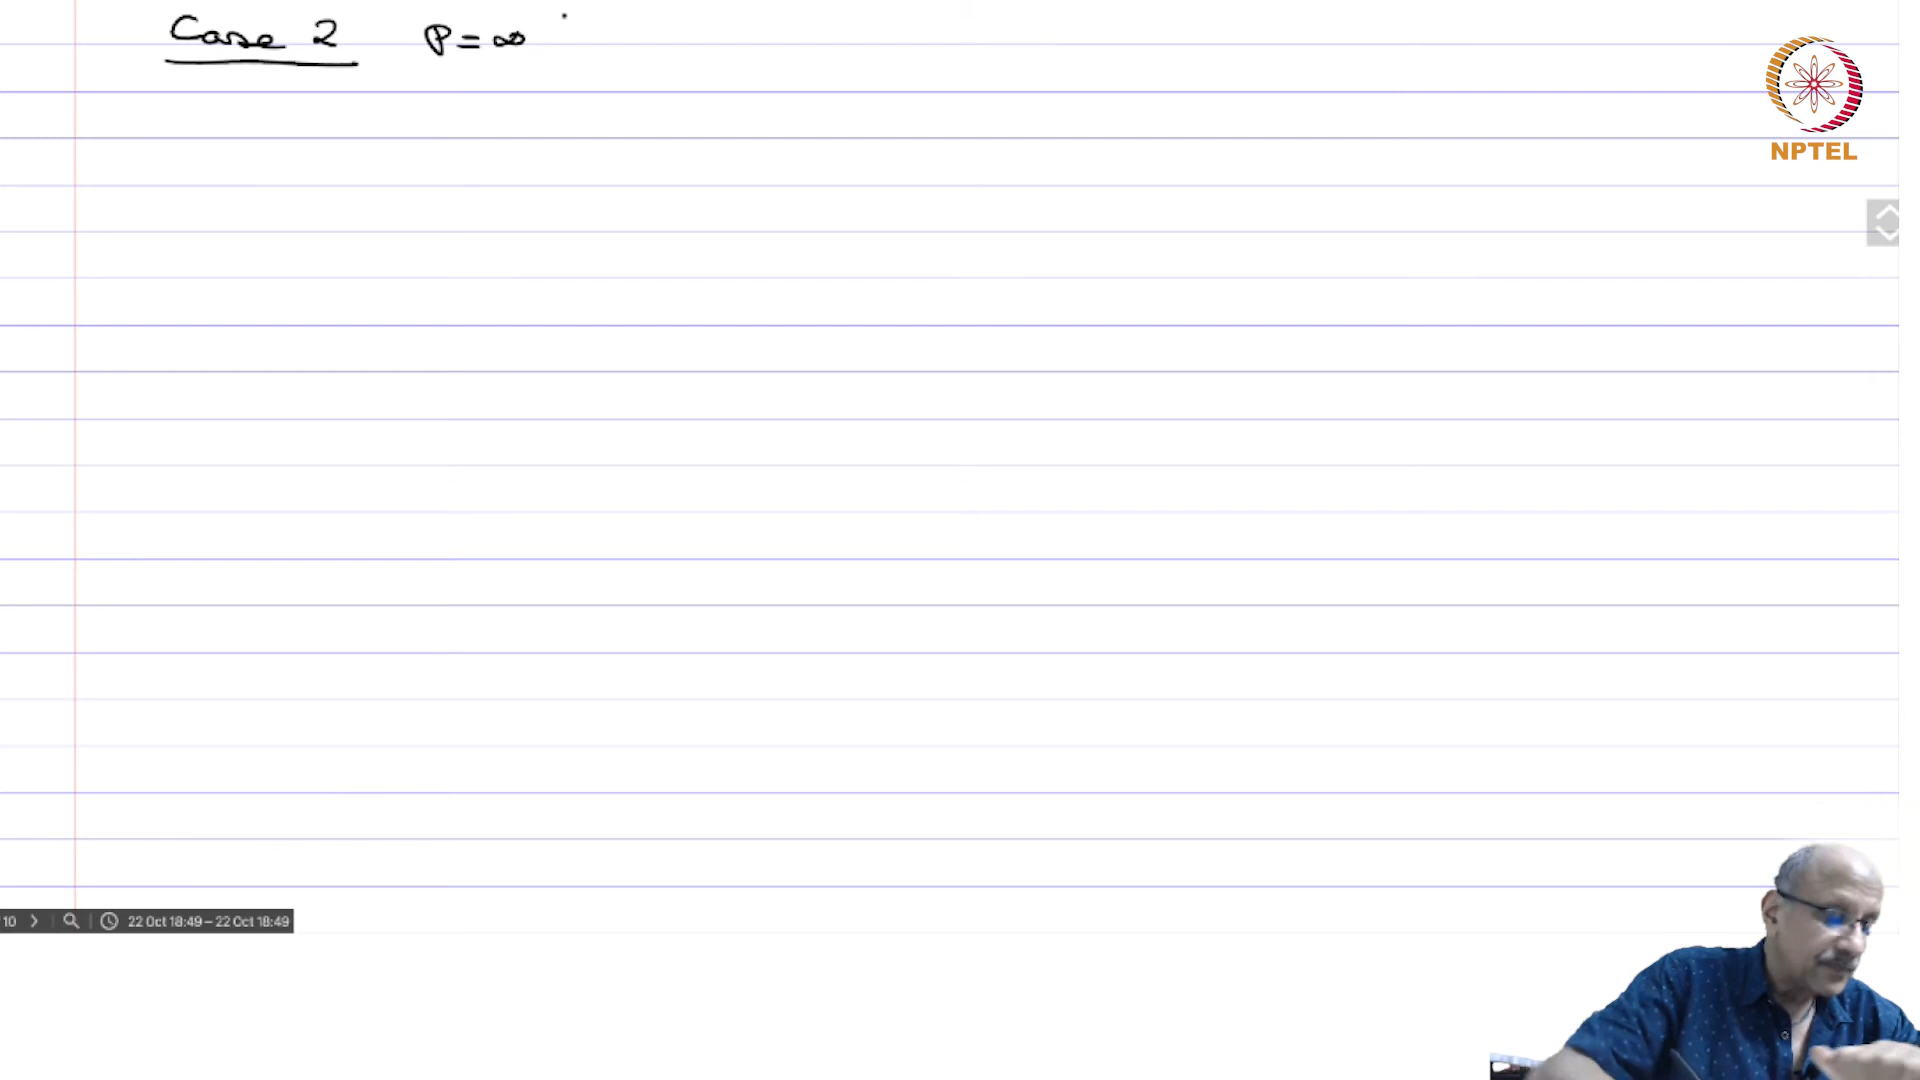 Case 2 P = ∞
NPTEL
10 22 Oct 18:49 – 22 Oct 18:49